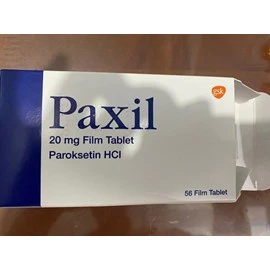 gsk
Paxil
20 mg Film Tablet
Paroksetin HCl
56 Film Tablet